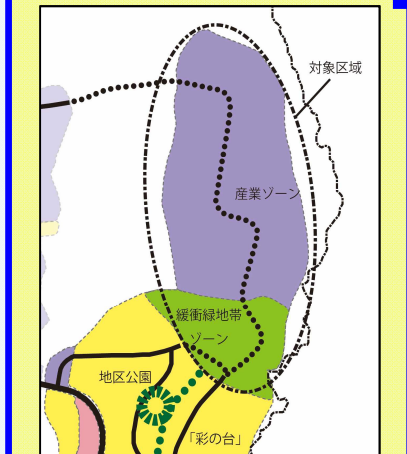 対象区域
産業ゾーン
緩衝緑地帯
ゾーン
地区公園
「彩の台」